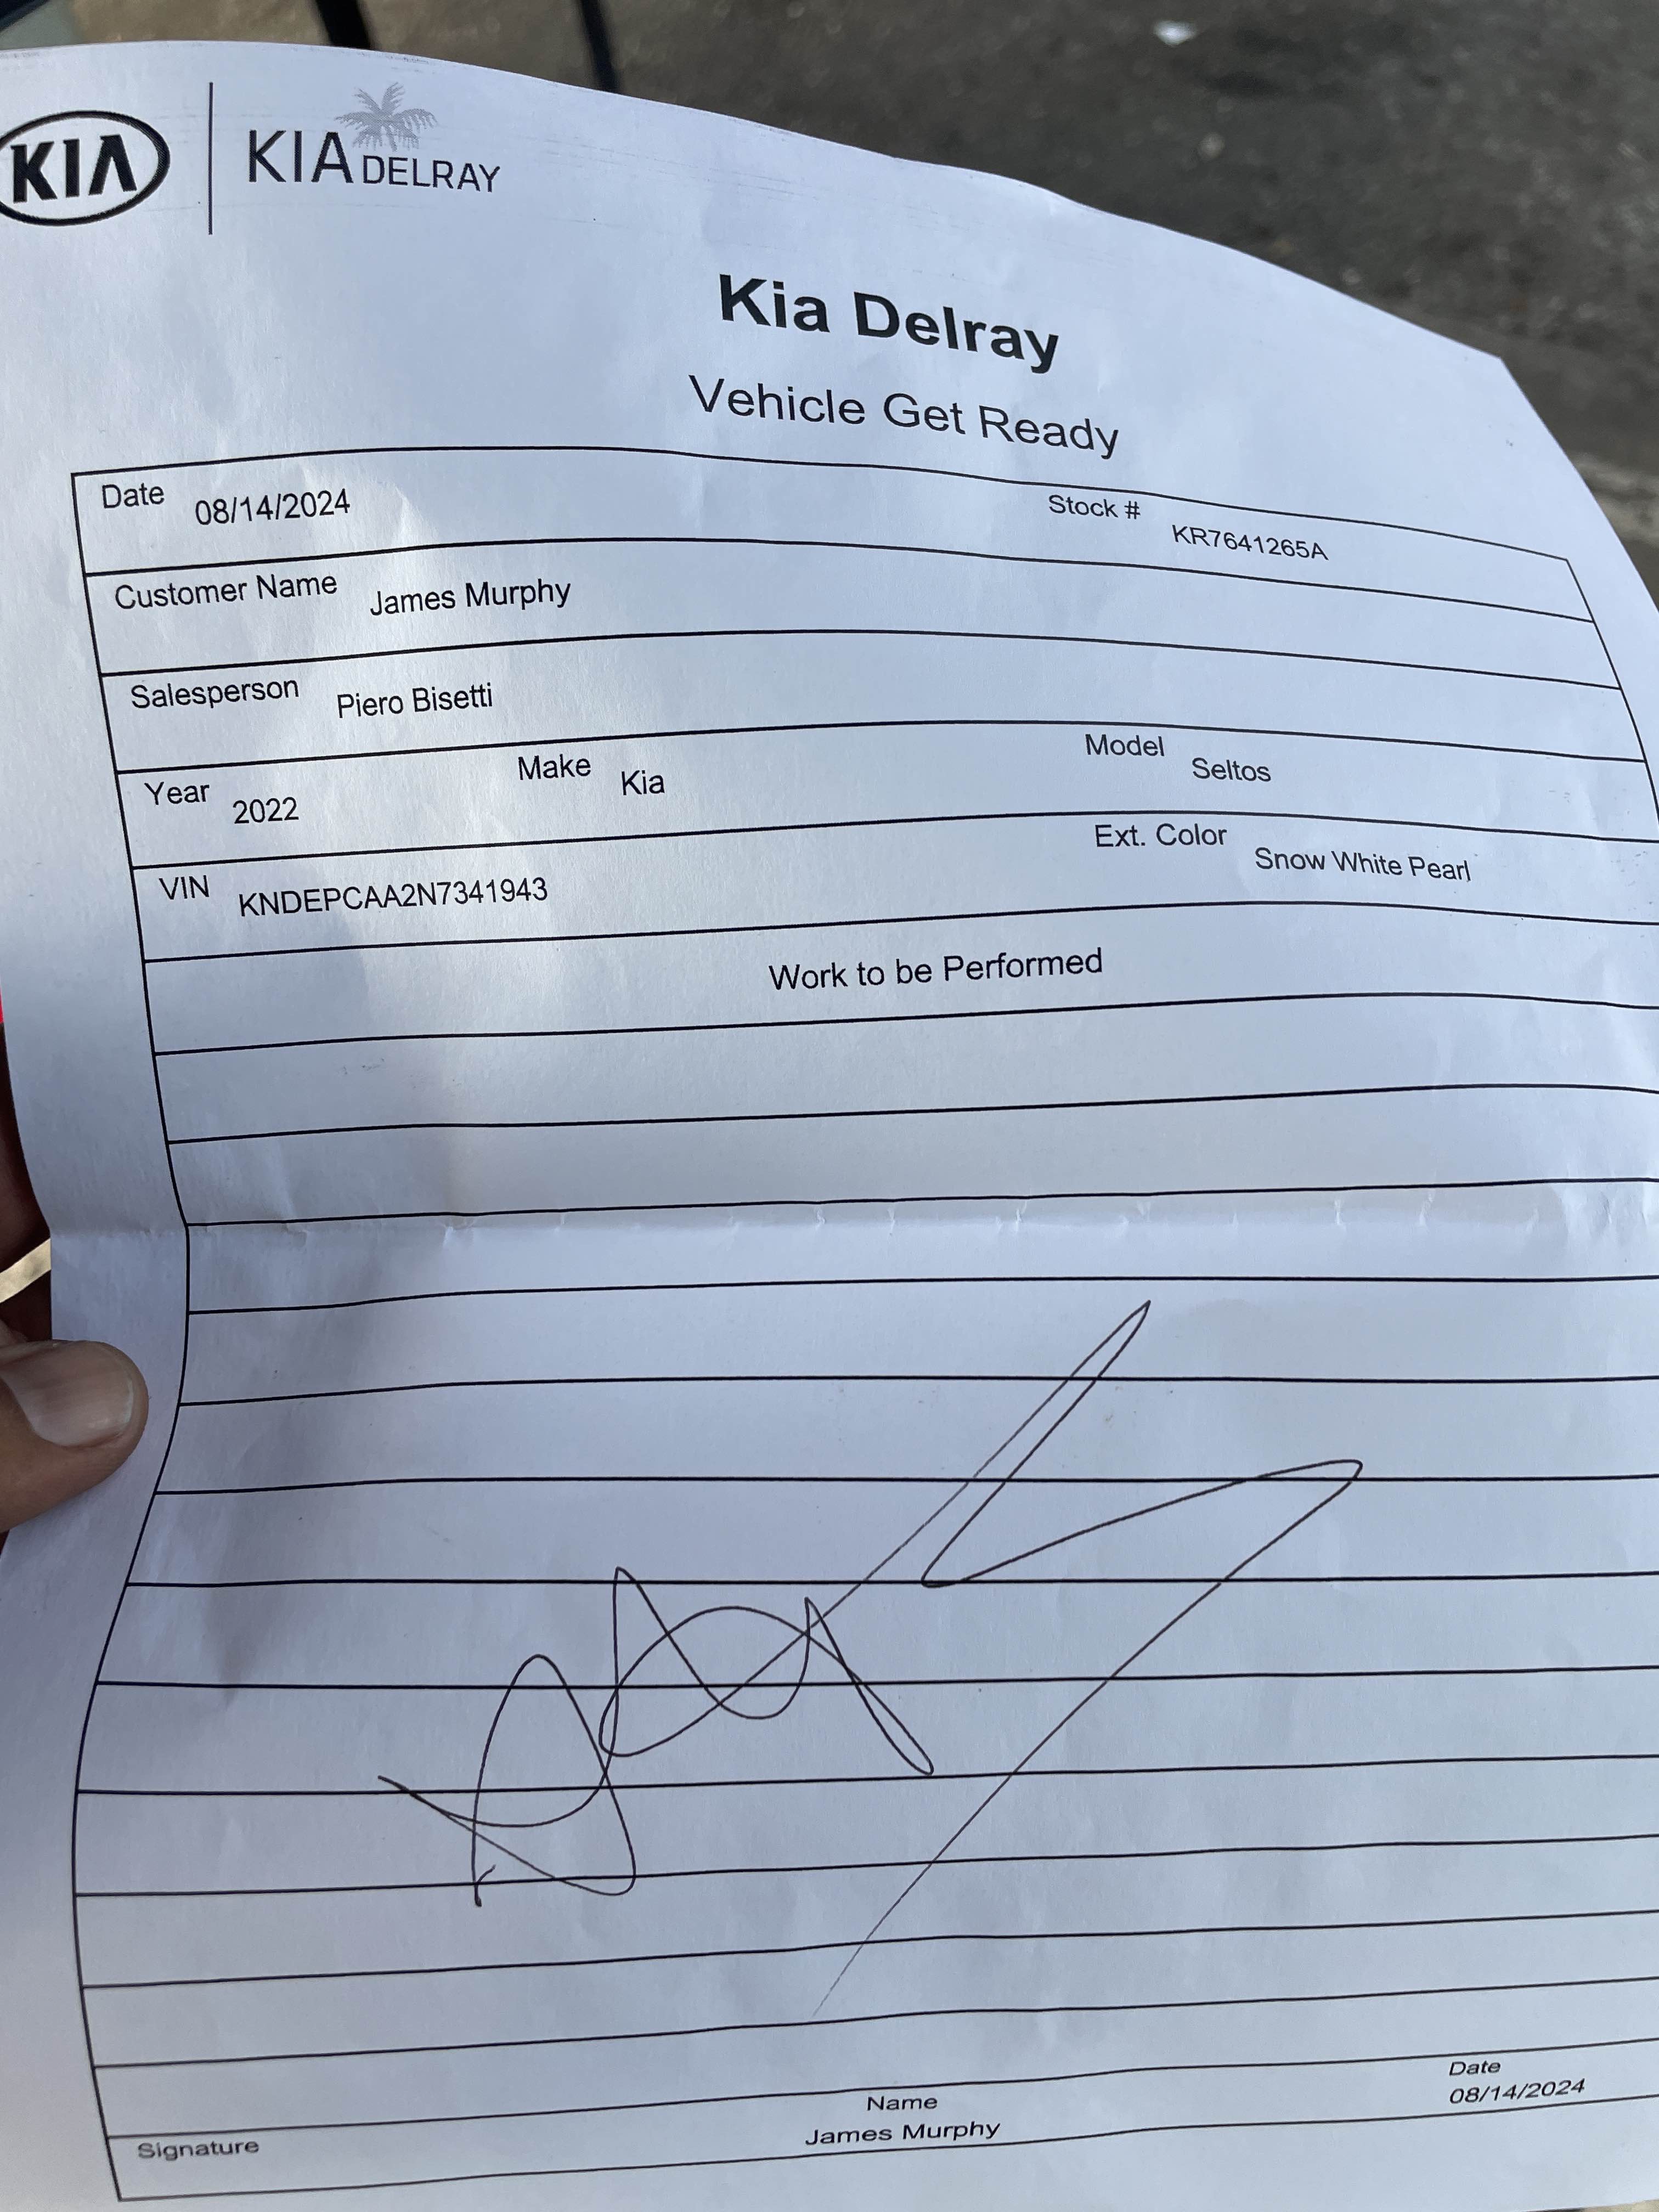 KIA KIA DELRAY
Kia Delray
Vehicle Get Ready
Date 08/14/2024 Stock # KR7641265A
Customer Name James Murphy
Salesperson Piero Bisetti
Year 2022 Make Kia Model Seltos
VIN KNDEPCAA2N7341943 Ext. Color Snow White Pearl
Work to be Performed
Signature Name James Murphy Date 08/14/2024